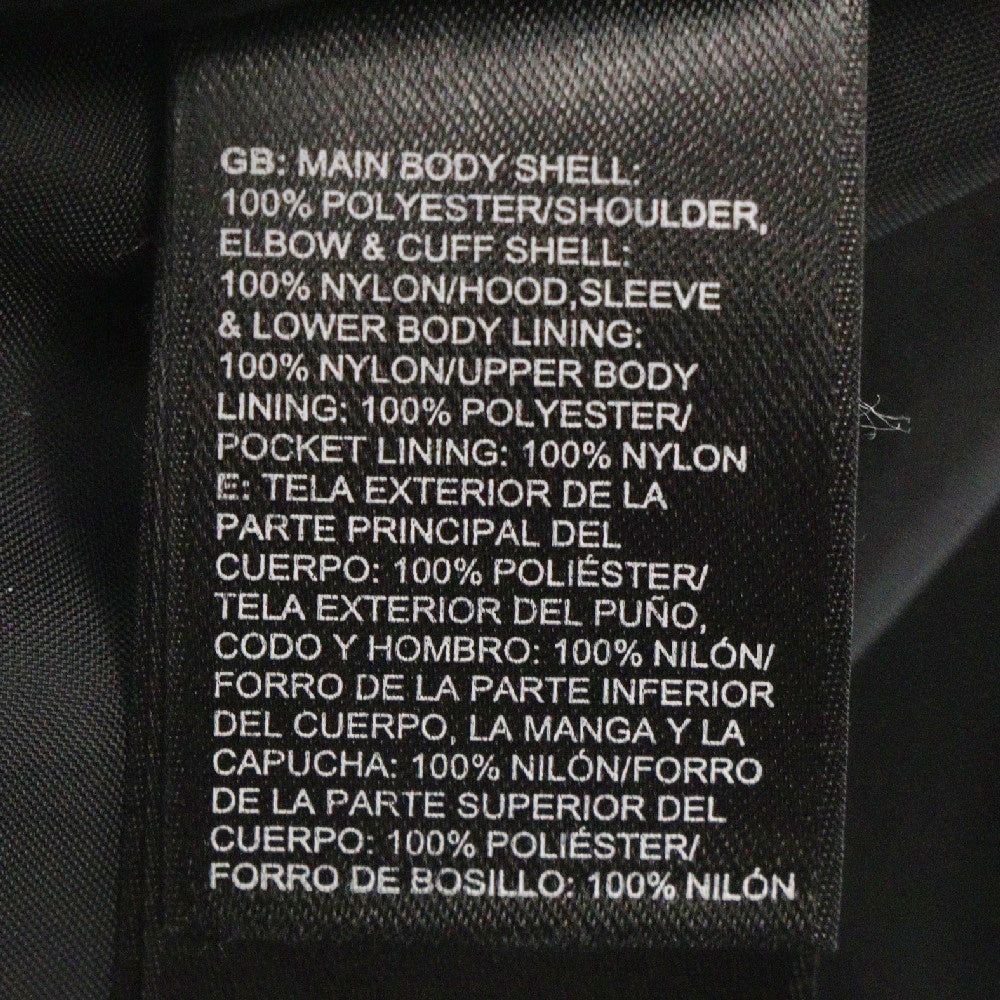 GB: MAIN BODY SHELL:
100% POLYESTER/SHOULDER,
ELBOW & CUFF SHELL:
100% NYLON/HOOD,SLEEVE
& LOWER BODY LINING:
100% NYLON/UPPER BODY
LINING: 100% POLYESTER/
POCKET LINING: 100% NYLON
E: TELA EXTERIOR DE LA
PARTE PRINCIPAL DEL
CUERPO: 100% POLIÉSTER/
TELA EXTERIOR DEL PUÑO,
CODO Y HOMBRO: 100% NILÓN/
FORRO DE LA PARTE INFERIOR
DEL CUERPO, LA MANGA Y LA
CAPUCHA: 100% NILÓN/FORRO
DE LA PARTE SUPERIOR DEL
CUERPO: 100% POLIÉSTER/
FORRO DE BOSILLO: 100% NILÓN